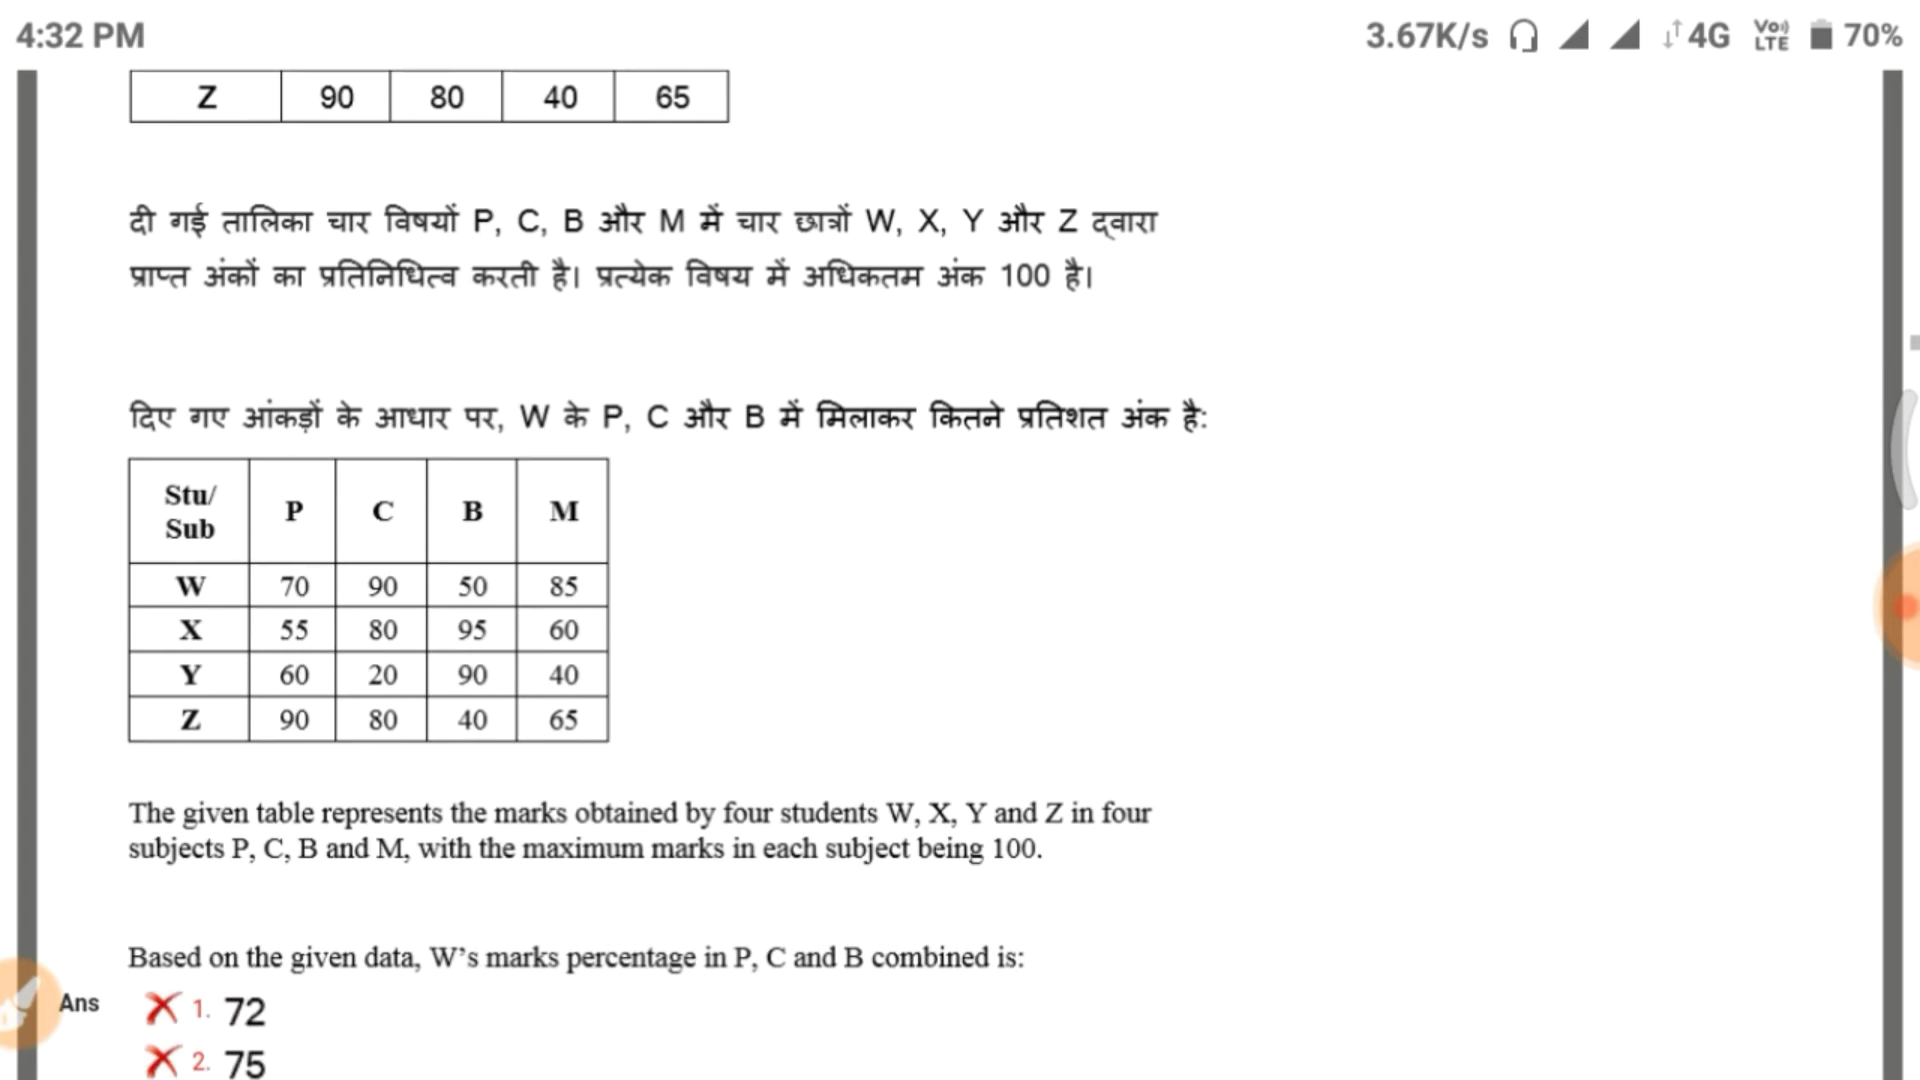 4:32 PM 3.67K/s 4G VoLTE 70%
Z 90 80 40 65
दी गई तालिका चार विषयों P, C, B और M में चार छात्रों W, X, Y और Z द्वारा
प्राप्त अंकों का प्रतिनिधित्व करती है। प्रत्येक विषय में अधिकतम अंक 100 है।
दिए गए आंकड़ों के आधार पर, W के P, C और B में मिलाकर कितने प्रतिशत अंक है:
Stu/
Sub P C B M
W 70 90 50 85
X 55 80 95 60
Y 60 20 90 40
Z 90 80 40 65
The given table represents the marks obtained by four students W, X, Y and Z in four
subjects P, C, B and M, with the maximum marks in each subject being 100.
Based on the given data, W’s marks percentage in P, C and B combined is:
Ans 1. 72
2. 75